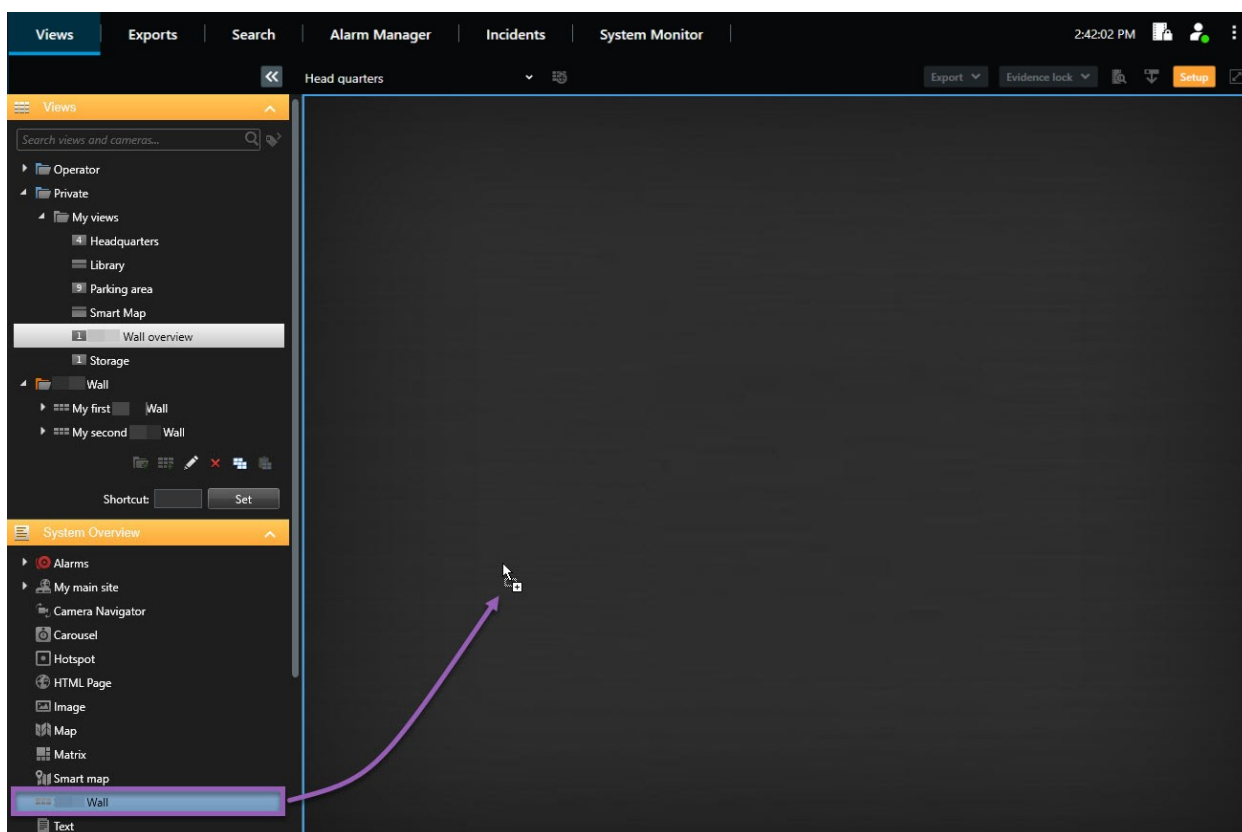 Views Exports Search Alarm Manager Incidents System Monitor 2:42:02 PM
Head quarters Export Evidence lock Setup
Views
Search views and cameras...
Operator
Private
My views
4 Headquarters
Library
9 Parking area
Smart Map
1 Wall overview
1 Storage
Wall
My first Wall
My second Wall
Shortcut: Set
System Overview
Alarms
My main site
Camera Navigator
Carousel
Hotspot
HTML Page
Image
Map
Matrix
Smart map
Wall
Text